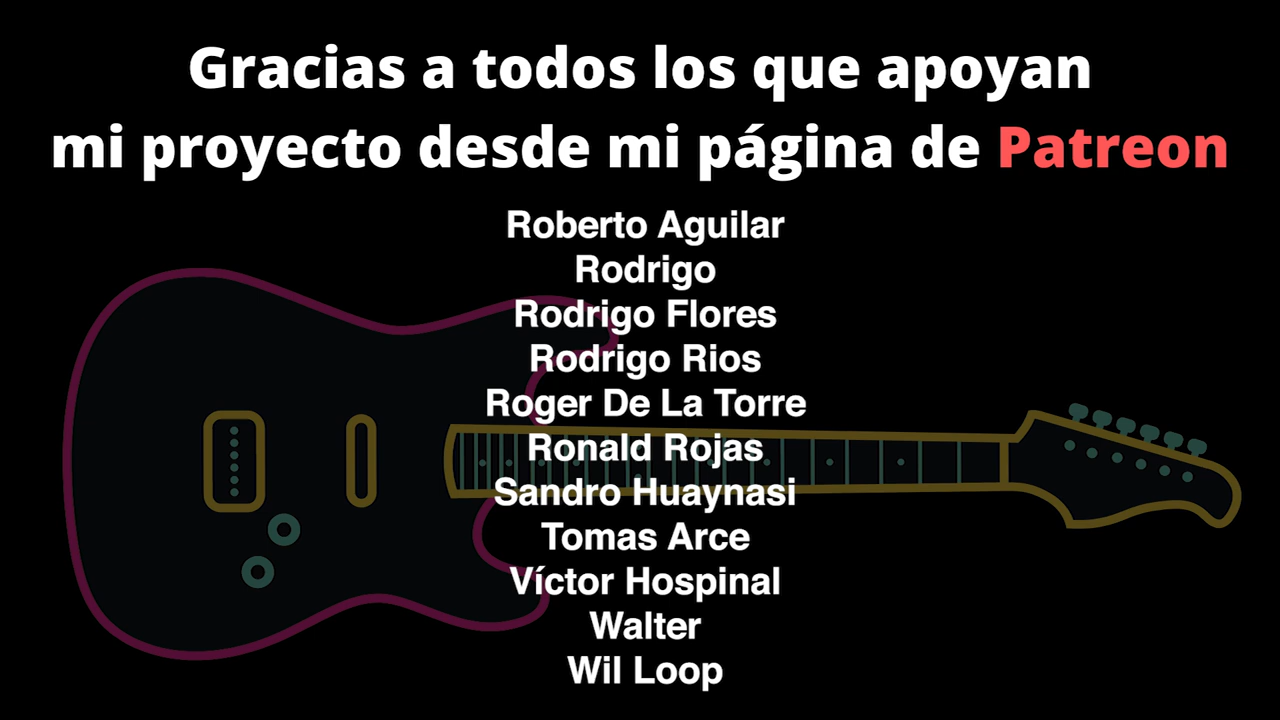 Gracias a todos los que apoyan
mi proyecto desde mi página de Patreon
Roberto Aguilar
Rodrigo
Rodrigo Flores
Rodrigo Rios
Roger De La Torre
Ronald Rojas
Sandro Huaynasi
Tomas Arce
Víctor Hospinal
Walter
Wil Loop